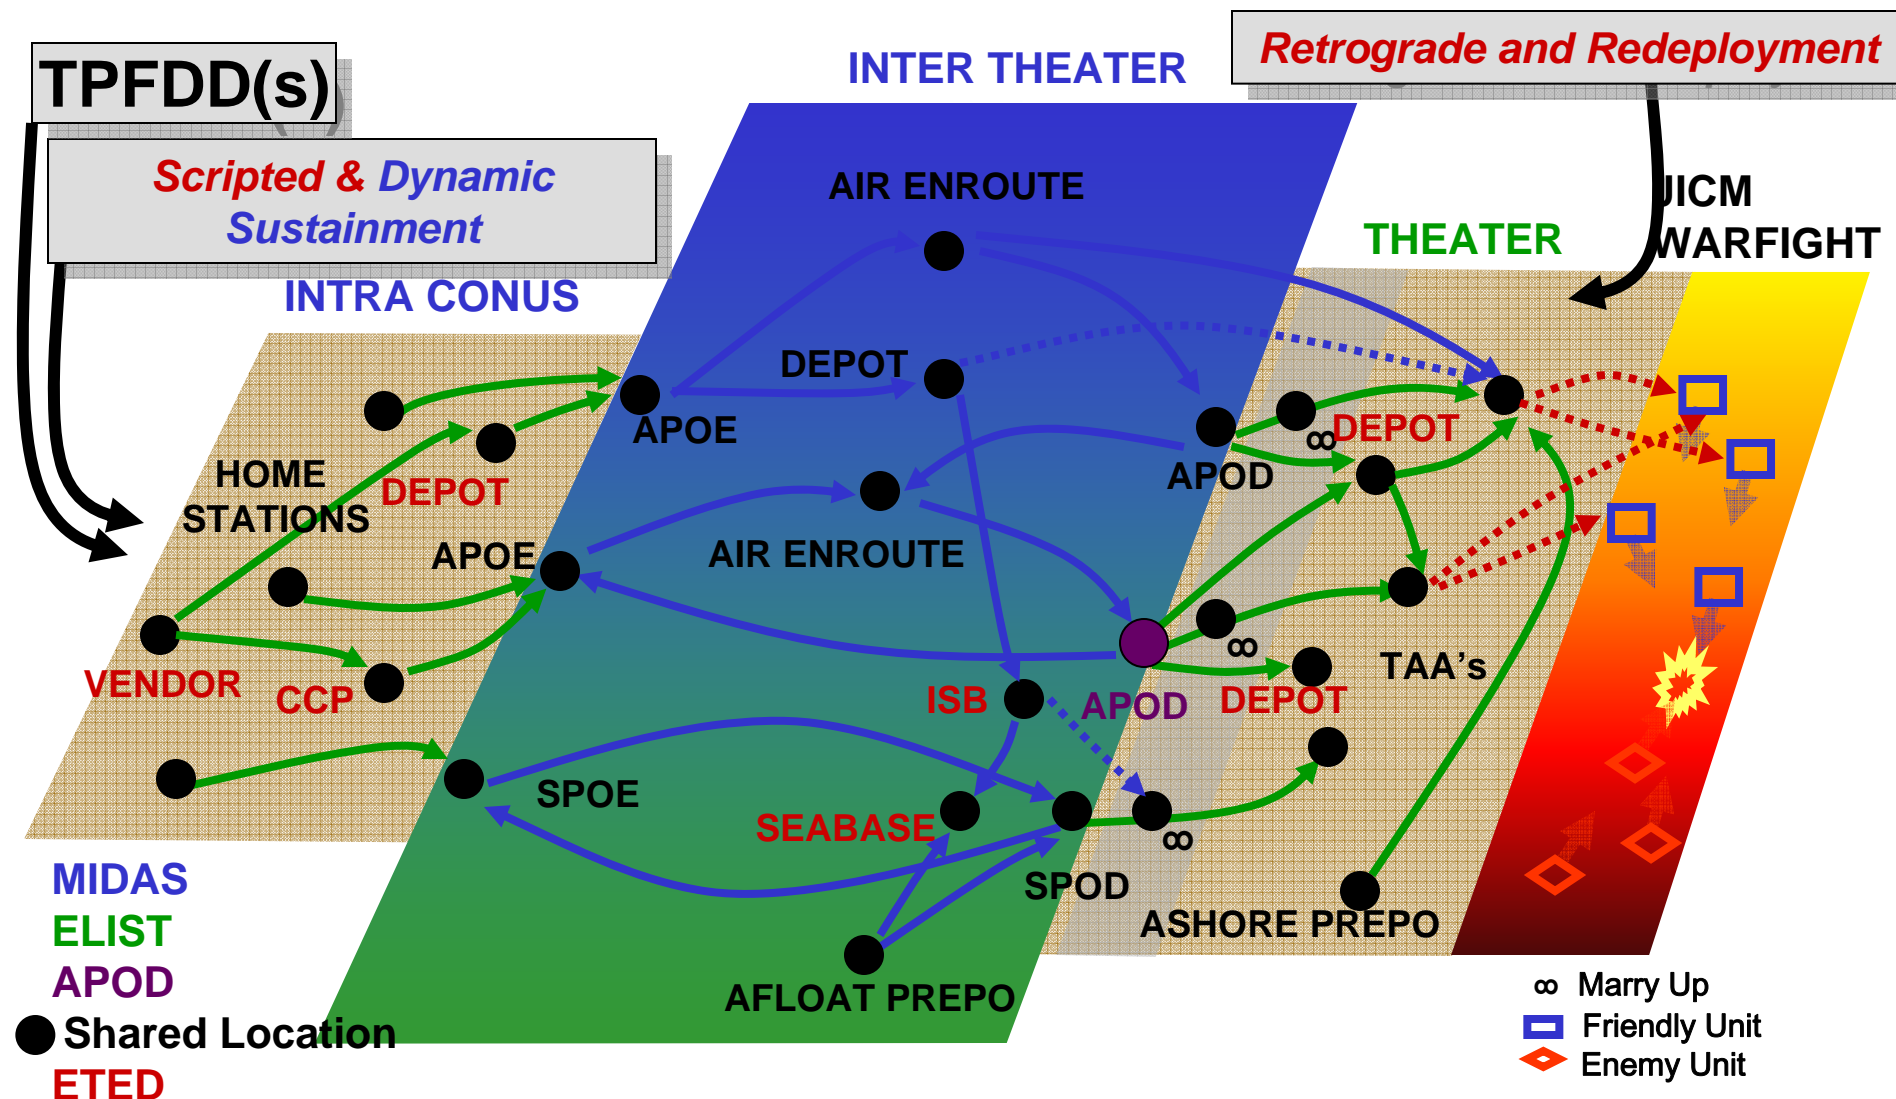 TPFDD(s)
Scripted & Dynamic
Sustainment
INTRA CONUS
INTER THEATER
Retrograde and Redeployment
THEATER
JICM
WARFIGHT
AIR ENROUTE
DEPOT
APOE
HOME
STATIONS
DEPOT
APOE
AIR ENROUTE
APOD
∞
DEPOT
VENDOR
CCP
ISB
APOD
∞
DEPOT
TAA's
SPOE
SEABASE
∞
SPOD
ASHORE PREPO
AFLOAT PREPO
MIDAS
ELIST
APOD
Shared Location
ETED
∞ Marry Up
Friendly Unit
Enemy Unit